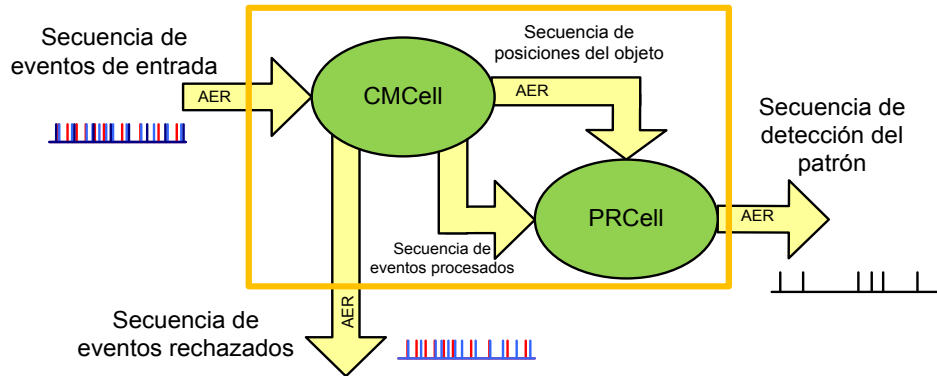 Secuencia de
eventos de entrada
AER
CMCell
Secuencia de
posiciones del objeto
AER
Secuencia de
detección del
patrón
PRCell
AER
Secuencia de
eventos procesados
AER
Secuencia de
eventos rechazados